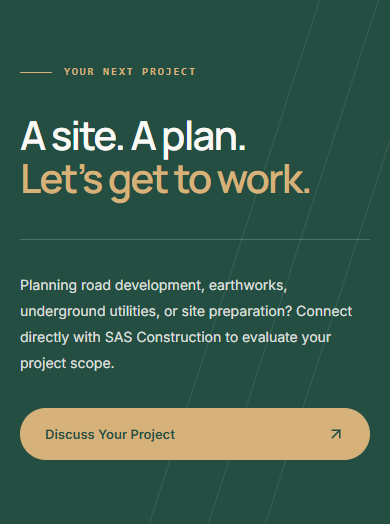 YOUR NEXT PROJECT
A site. A plan.
Let’s get to work.
Planning road development, earthworks,
underground utilities, or site preparation? Connect
directly with SAS Construction to evaluate your
project scope.
Discuss Your Project